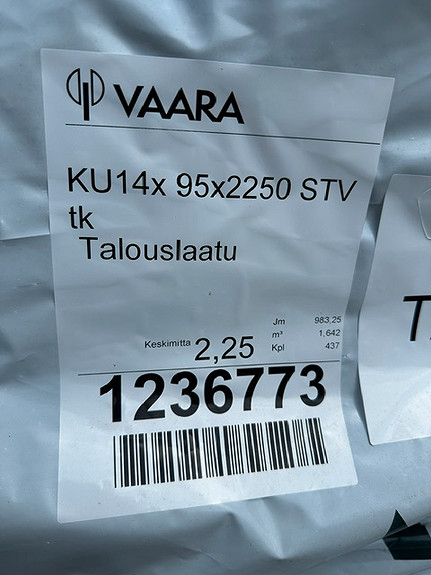 VAARA
KU14x 95x2250 STV
tk
Talouslaatu
Jm 983,25
m³ 1,642
Keskimitta 2,25 Kpl 437
1236773